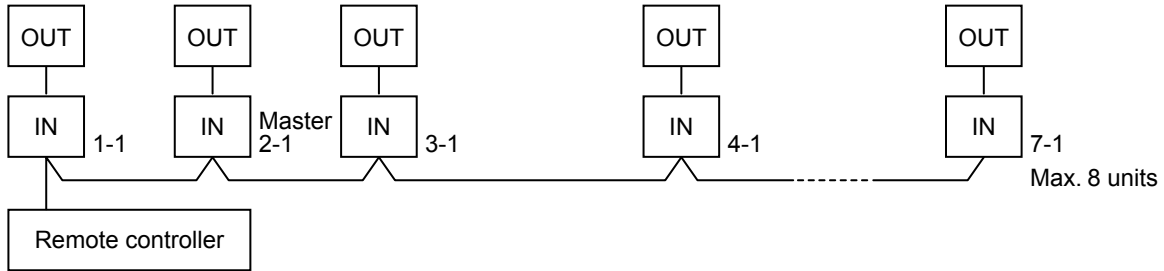 OUT
OUT
OUT
OUT
OUT
IN
1-1
IN
Master
2-1
IN
3-1
IN
4-1
IN
7-1
Max. 8 units
Remote controller